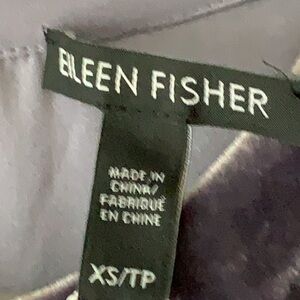 EILEEN FISHER
MADE IN
CHINA/
FABRIQUÉ
EN CHINE
XS/TP